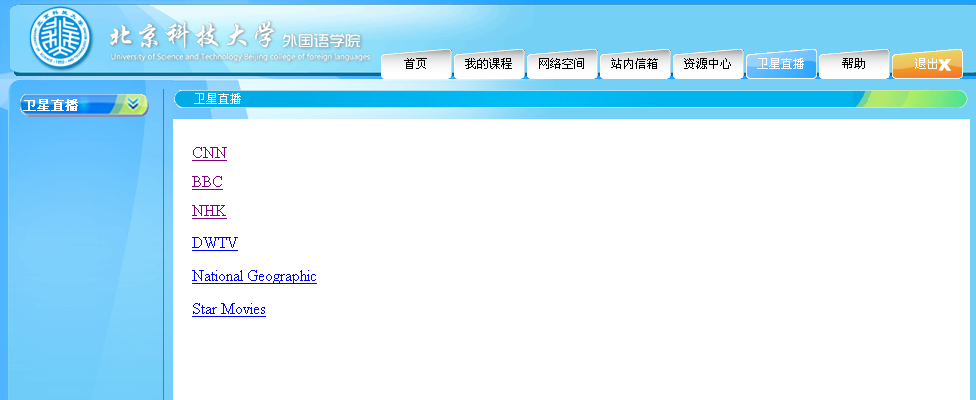 北京科技大学 外国语学院
University of Science and Technology Beijing college of foreign languages
首页 我的课程 网络空间 站内信箱 资源中心 卫星直播 帮助 退出
卫星直播
卫星直播
CNN
BBC
NHK
DWTV
National Geographic
Star Movies